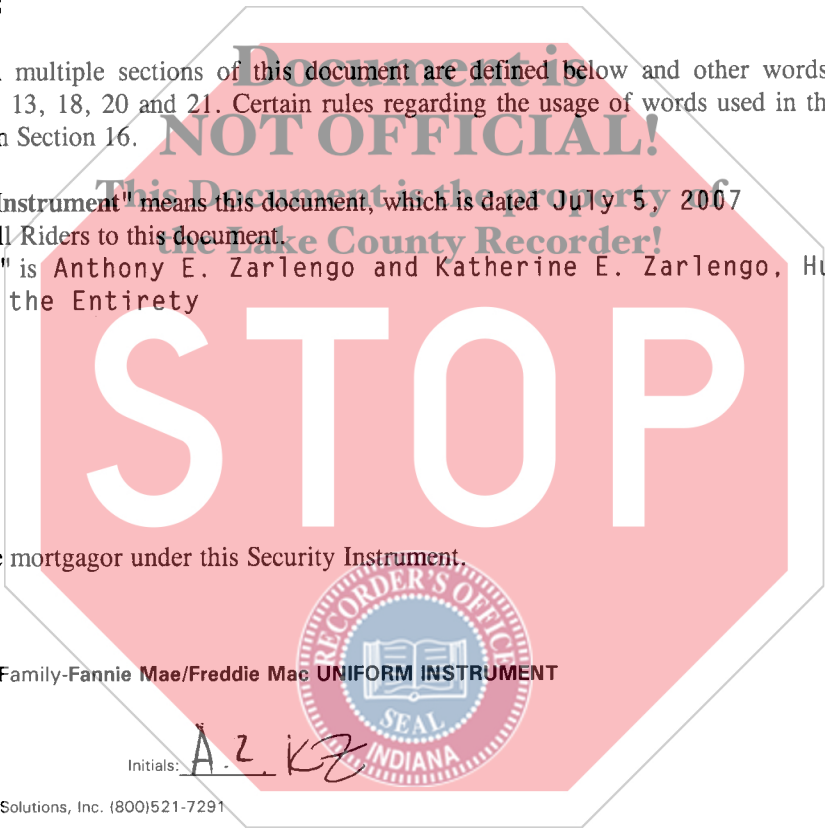 multiple sections of this document are defined below and other words
13, 18, 20 and 21. Certain rules regarding the usage of words used in th
n Section 16.
Document is
NOT OFFICIAL!
This Document is the property of
the Lake County Recorder!
Instrument" means this document, which is dated July 5, 2007
ll Riders to this document.
" is Anthony E. Zarlengo and Katherine E. Zarlengo, Hu
the Entirety
STOP
e mortgagor under this Security Instrument.
RECORDER'S OFFICE
SEAL
INDIANA
Family-Fannie Mae/Freddie Mac UNIFORM INSTRUMENT
Initials: A.Z. KZ
Solutions, Inc. (800)521-7291